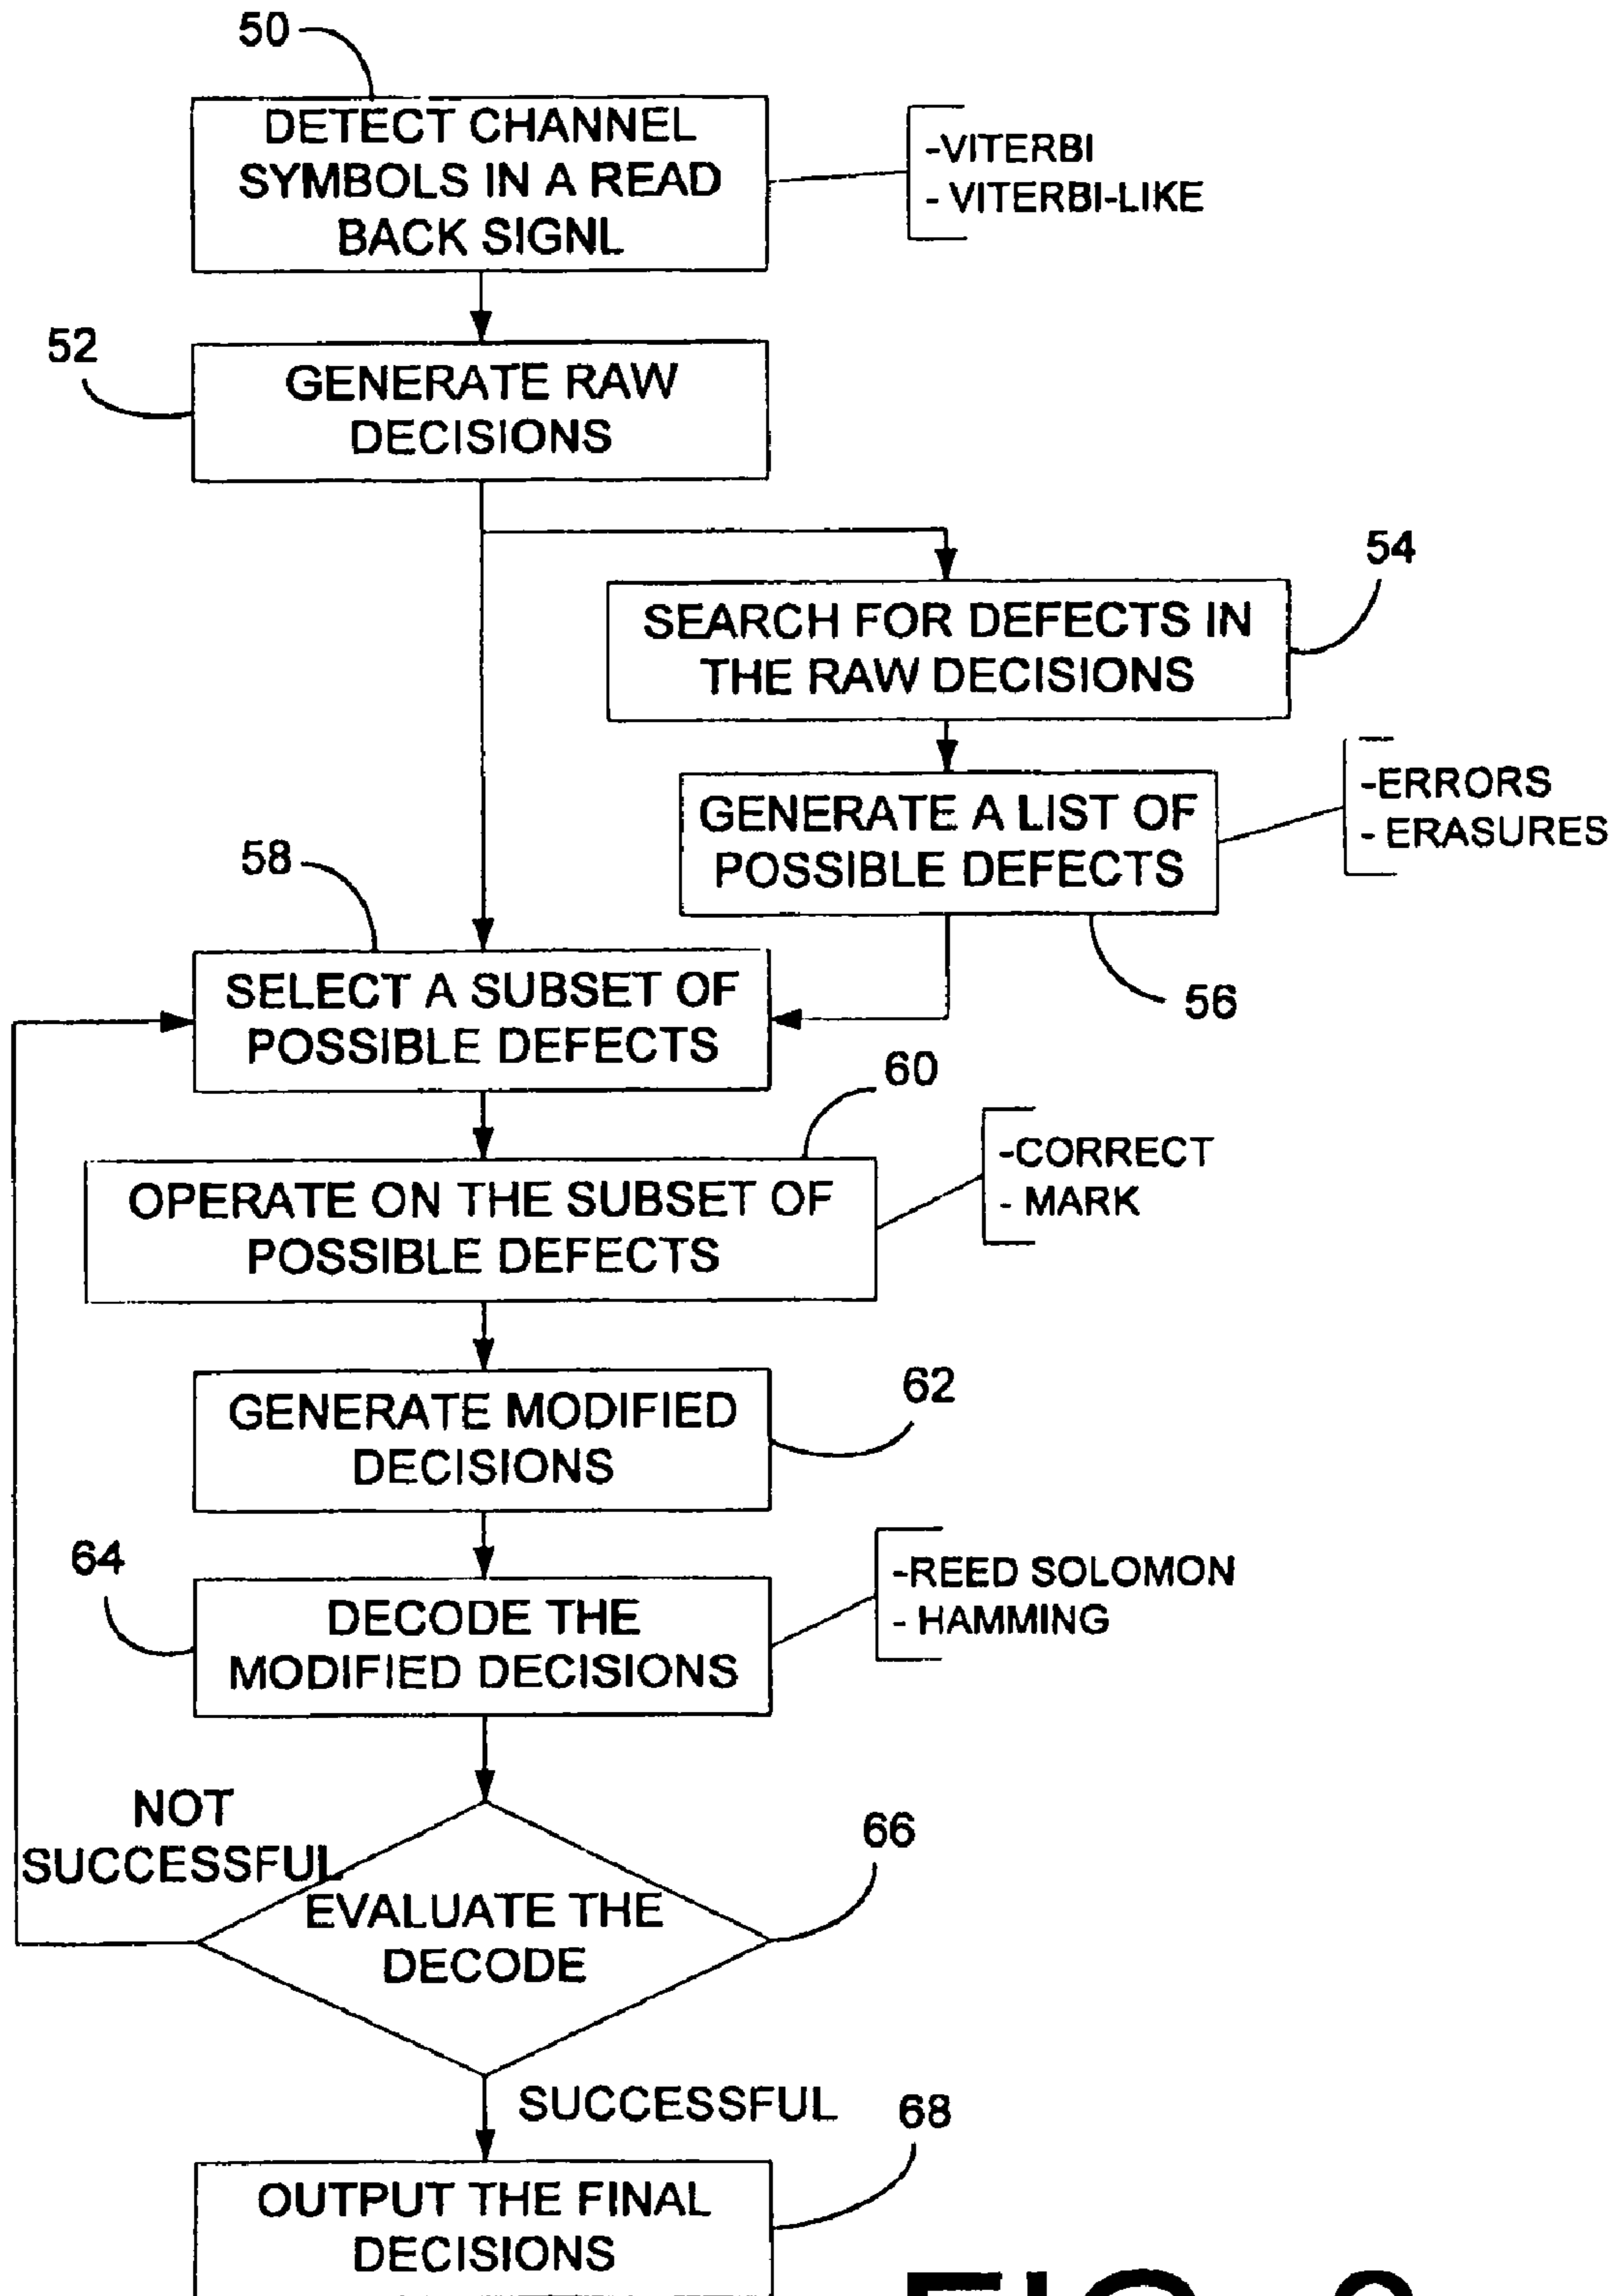 50
DETECT CHANNEL
SYMBOLS IN A READ
BACK SIGNL
-VITERBI
- VITERBI-LIKE
52
GENERATE RAW
DECISIONS
54
SEARCH FOR DEFECTS IN
THE RAW DECISIONS
GENERATE A LIST OF
POSSIBLE DEFECTS
-ERRORS
- ERASURES
56
58
SELECT A SUBSET OF
POSSIBLE DEFECTS
60
OPERATE ON THE SUBSET OF
POSSIBLE DEFECTS
-CORRECT
- MARK
62
GENERATE MODIFIED
DECISIONS
64
DECODE THE
MODIFIED DECISIONS
-REED SOLOMON
- HAMMING
NOT
SUCCESSFUL
66
EVALUATE THE
DECODE
SUCCESSFUL
68
OUTPUT THE FINAL
DECISIONS